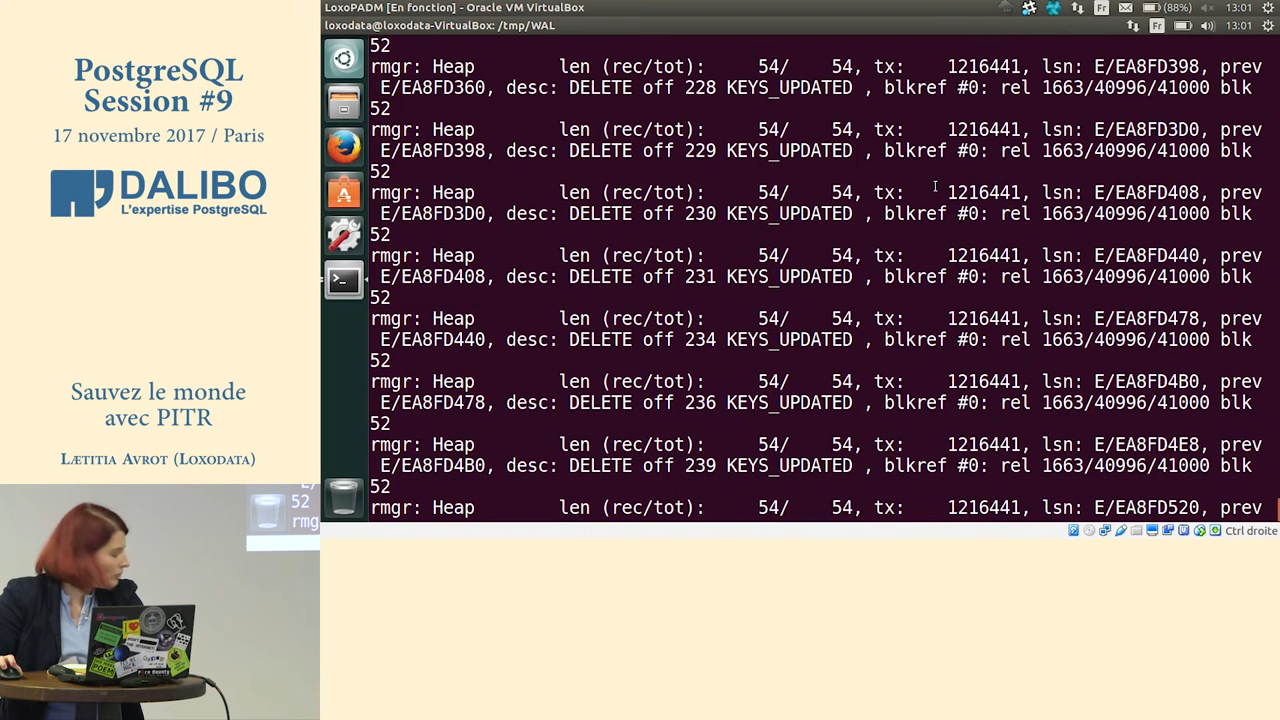 PostgreSQL
Session #9
17 novembre 2017 / Paris
DALIBO
L'expertise PostgreSQL
Sauvez le monde
avec PITR
Lætitia Avrot (Loxodata)
LoxoPADM [En fonction] - Oracle VM VirtualBox
Fr
(88%)
13:01
loxodata@loxodata-VirtualBox: /tmp/WAL
Fr
13:01
52
rmgr: Heap        len (rec/tot):     54/    54, tx:    1216441, lsn: E/EA8FD398, prev
E/EA8FD360, desc: DELETE off 228 KEYS_UPDATED , blkref #0: rel 1663/40996/41000 blk
52
rmgr: Heap        len (rec/tot):     54/    54, tx:    1216441, lsn: E/EA8FD3D0, prev
E/EA8FD398, desc: DELETE off 229 KEYS_UPDATED , blkref #0: rel 1663/40996/41000 blk
52
rmgr: Heap        len (rec/tot):     54/    54, tx:    1216441, lsn: E/EA8FD408, prev
E/EA8FD3D0, desc: DELETE off 230 KEYS_UPDATED , blkref #0: rel 1663/40996/41000 blk
52
rmgr: Heap        len (rec/tot):     54/    54, tx:    1216441, lsn: E/EA8FD440, prev
E/EA8FD408, desc: DELETE off 231 KEYS_UPDATED , blkref #0: rel 1663/40996/41000 blk
52
rmgr: Heap        len (rec/tot):     54/    54, tx:    1216441, lsn: E/EA8FD478, prev
E/EA8FD440, desc: DELETE off 234 KEYS_UPDATED , blkref #0: rel 1663/40996/41000 blk
52
rmgr: Heap        len (rec/tot):     54/    54, tx:    1216441, lsn: E/EA8FD4B0, prev
E/EA8FD478, desc: DELETE off 236 KEYS_UPDATED , blkref #0: rel 1663/40996/41000 blk
52
rmgr: Heap        len (rec/tot):     54/    54, tx:    1216441, lsn: E/EA8FD4E8, prev
E/EA8FD4B0, desc: DELETE off 239 KEYS_UPDATED , blkref #0: rel 1663/40996/41000 blk
52
rmgr: Heap        len (rec/tot):     54/    54, tx:    1216441, lsn: E/EA8FD520, prev
Ctrl droite
52
rmg